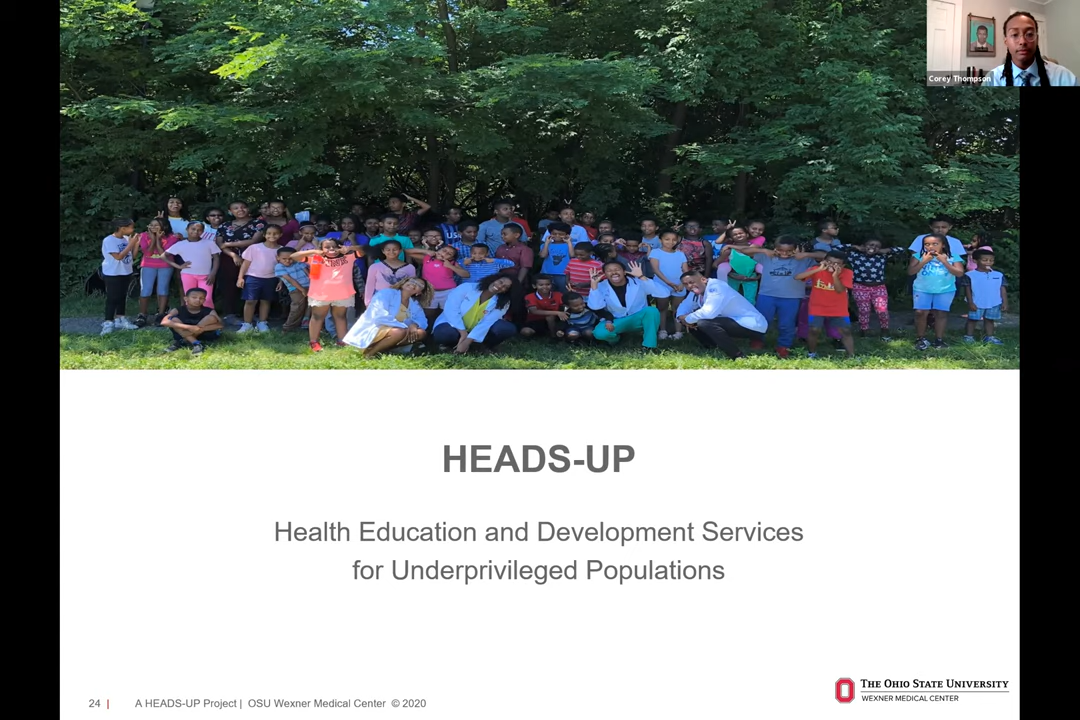 Corey Thompson
HEADS-UP
Health Education and Development Services
for Underprivileged Populations
24 |
A HEADS-UP Project | OSU Wexner Medical Center © 2020
THE OHIO STATE UNIVERSITY
WEXNER MEDICAL CENTER